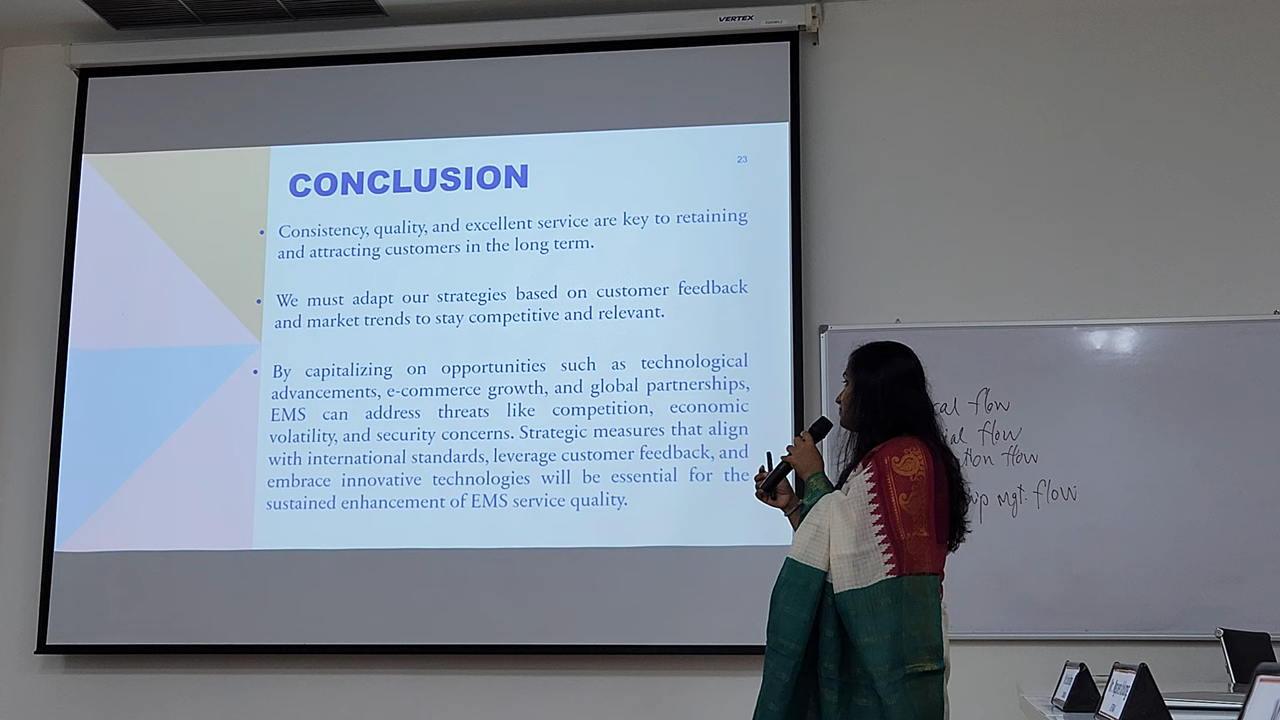 VERTEX
23
CONCLUSION
• Consistency, quality, and excellent service are key to retaining
and attracting customers in the long term.
• We must adapt our strategies based on customer feedback
and market trends to stay competitive and relevant.
• By capitalizing on opportunities such as technological
advancements, e-commerce growth, and global partnerships,
EMS can address threats like competition, economic
volatility, and security concerns. Strategic measures that align
with international standards, leverage customer feedback, and
embrace innovative technologies will be essential for the
sustained enhancement of EMS service quality.
flow
flow
flow
mgt. flow